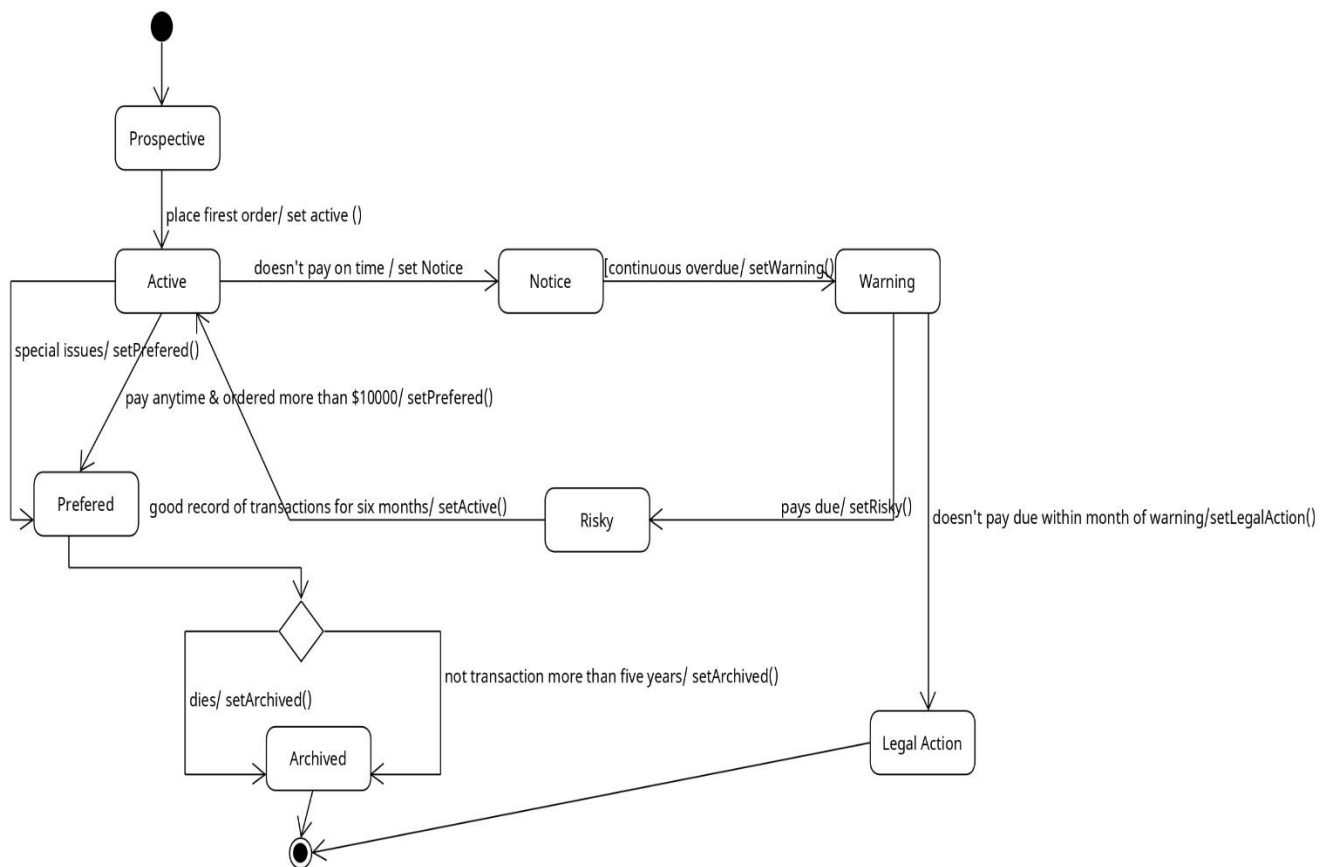 Prospective
place firest order/ set active ()
Active
doesn't pay on time / set Notice
Notice
[continuous overdue/ setWarning()
Warning
special issues/ setPrefered()
pay anytime & ordered more than $10000/ setPrefered()
Prefered
good record of transactions for six months/ setActive()
Risky
pays due/ setRisky()
doesn't pay due within month of warning/setLegalAction()
not transaction more than five years/ setArchived()
dies/ setArchived()
Archived
Legal Action